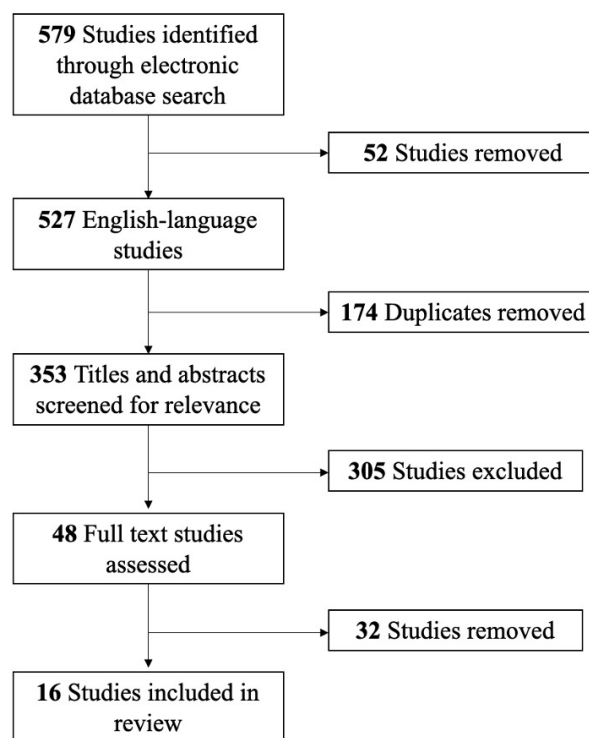 579 Studies identified
through electronic
database search
52 Studies removed
527 English-language
studies
174 Duplicates removed
353 Titles and abstracts
screened for relevance
305 Studies excluded
48 Full text studies
assessed
32 Studies removed
16 Studies included in
review